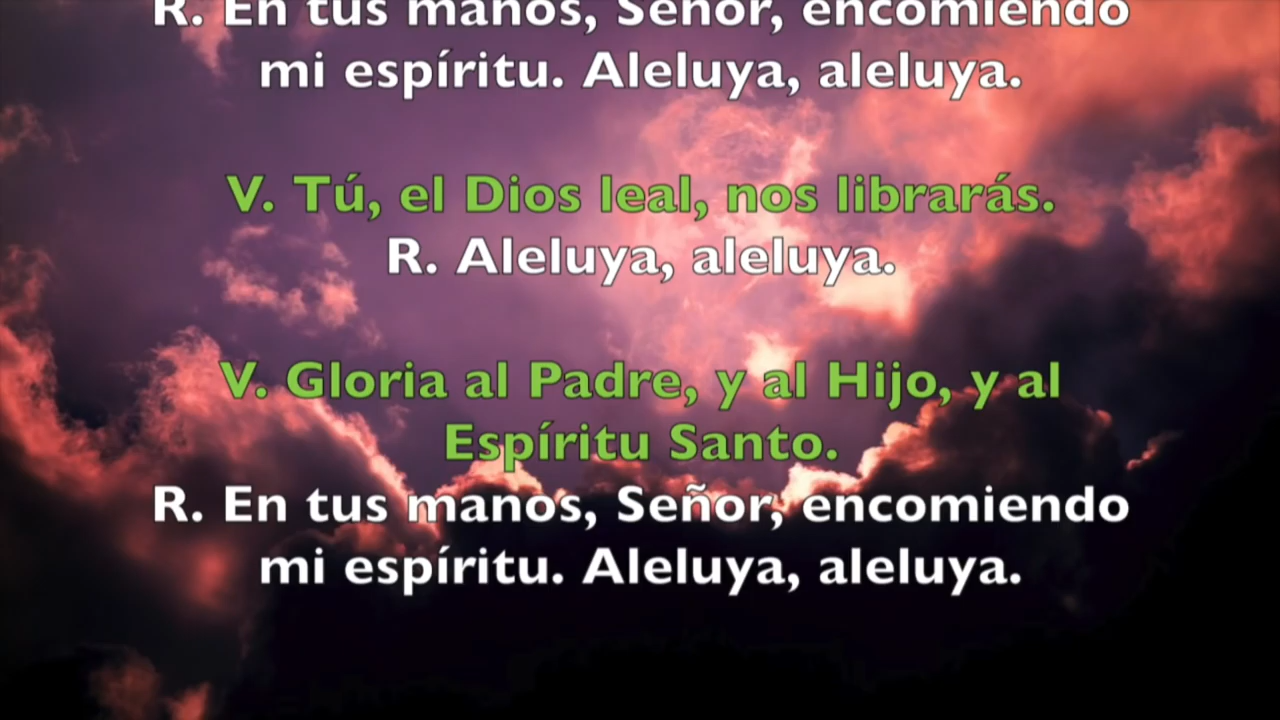 R. En tus manos, Señor, encomiendo
mi espíritu. Aleluya, aleluya.
V. Tú, el Dios leal, nos librarás.
R. Aleluya, aleluya.
V. Gloria al Padre, y al Hijo, y al
Espíritu Santo.
R. En tus manos, Señor, encomiendo
mi espíritu. Aleluya, aleluya.